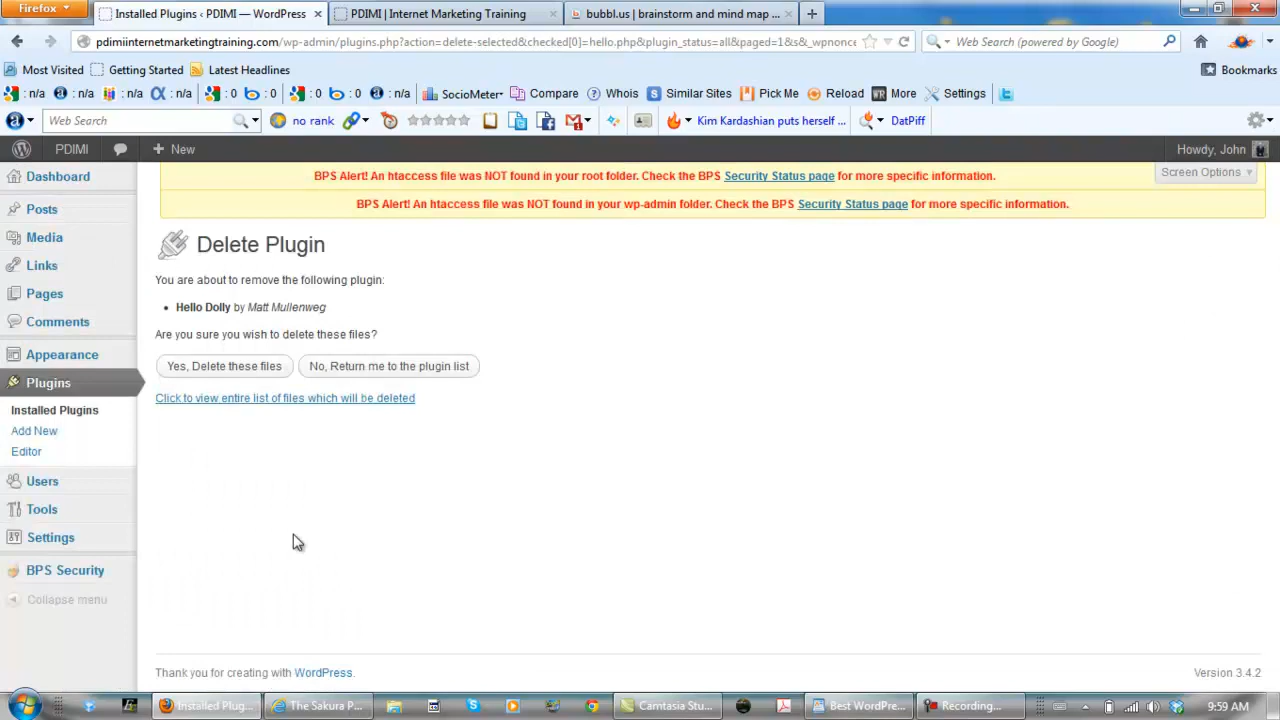 Firefox
Installed Plugins ‹ PDIMI — WordPress
PDIMI | Internet Marketing Training
bubbl.us | brainstorm and mind map ...
pdimiinternetmarketingtraining.com/wp-admin/plugins.php?action=delete-selected&checked[0]=hello.php&plugin_status=all&paged=1&s&_wpnonce
Web Search (powered by Google)
Most Visited
Getting Started
Latest Headlines
Bookmarks
: n/a
: n/a
: n/a
: n/a
: 0
: 0
: 0
: 0
: n/a
SocioMeter
Compare
Whois
Similar Sites
Pick Me
Reload
More
Settings
Web Search
no rank
Kim Kardashian puts herself ...
DatPiff
PDIMI
+ New
Howdy, John
Dashboard
Posts
Media
Links
Pages
Comments
Appearance
Plugins
Installed Plugins
Add New
Editor
Users
Tools
Settings
BPS Security
Collapse menu
BPS Alert! An htaccess file was NOT found in your root folder. Check the BPS Security Status page for more specific information.
Screen Options
BPS Alert! An htaccess file was NOT found in your wp-admin folder. Check the BPS Security Status page for more specific information.
Delete Plugin
You are about to remove the following plugin:
• Hello Dolly by Matt Mullenweg
Are you sure you wish to delete these files?
Yes, Delete these files
No, Return me to the plugin list
Click to view entire list of files which will be deleted
Thank you for creating with WordPress.
Version 3.4.2
Installed Plug...
The Sakura P...
Camtasia Stu...
Best WordPre...
Recording...
9:59 AM